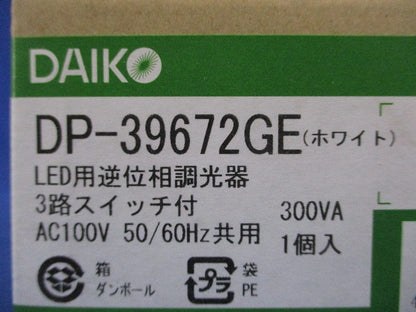 DAIKO
DP-39672GE(ホワイト)
LED用逆位相調光器
3路スイッチ付 300VA
AC100V 50/60Hz共用 1個入
箱 プラ 袋
ダンボール PE